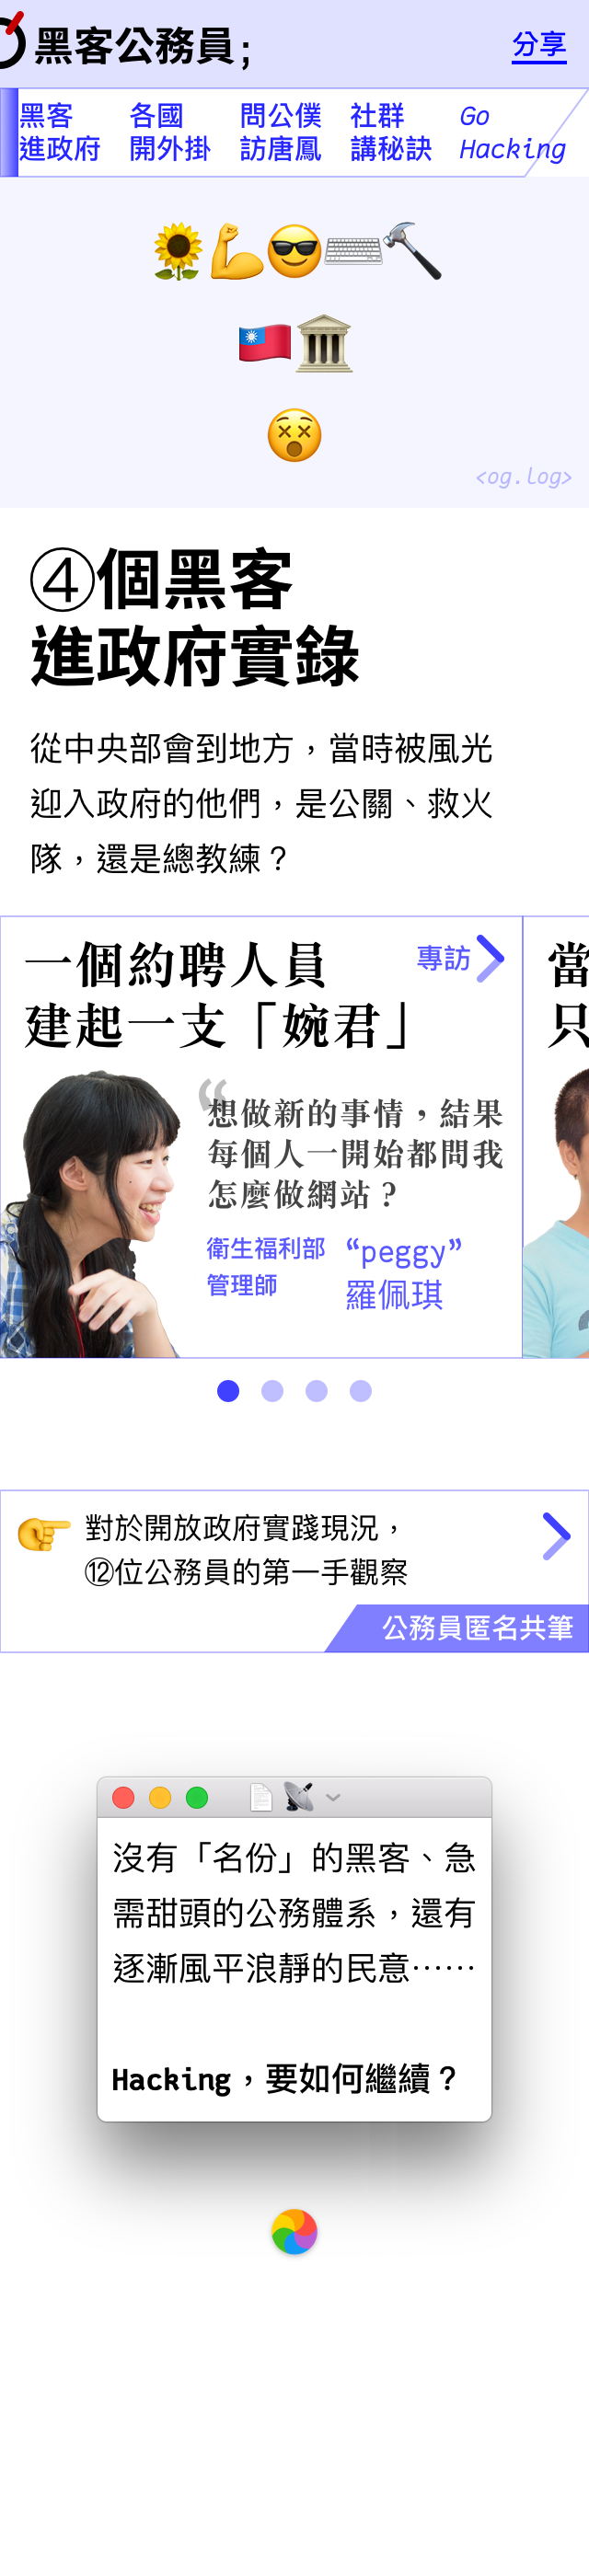 黑客公務員;
分享
黑客
進政府
各國
開外掛
問公僕
訪唐鳳
社群
講秘訣
Go
Hacking
<og.log>
④個黑客
進政府實錄
從中央部會到地方，當時被風光
迎入政府的他們，是公關、救火
隊，還是總教練？
一個約聘人員
建起一支「婉君」
專訪
當
只
“
想做新的事情，結果
每個人一開始都問我
怎麼做網站？
衛生福利部
管理師
“peggy”
羅佩琪
對於開放政府實踐現況，
⑫位公務員的第一手觀察
公務員匿名共筆
沒有「名份」的黑客、急
需甜頭的公務體系，還有
逐漸風平浪靜的民意⋯⋯
Hacking，要如何繼續？